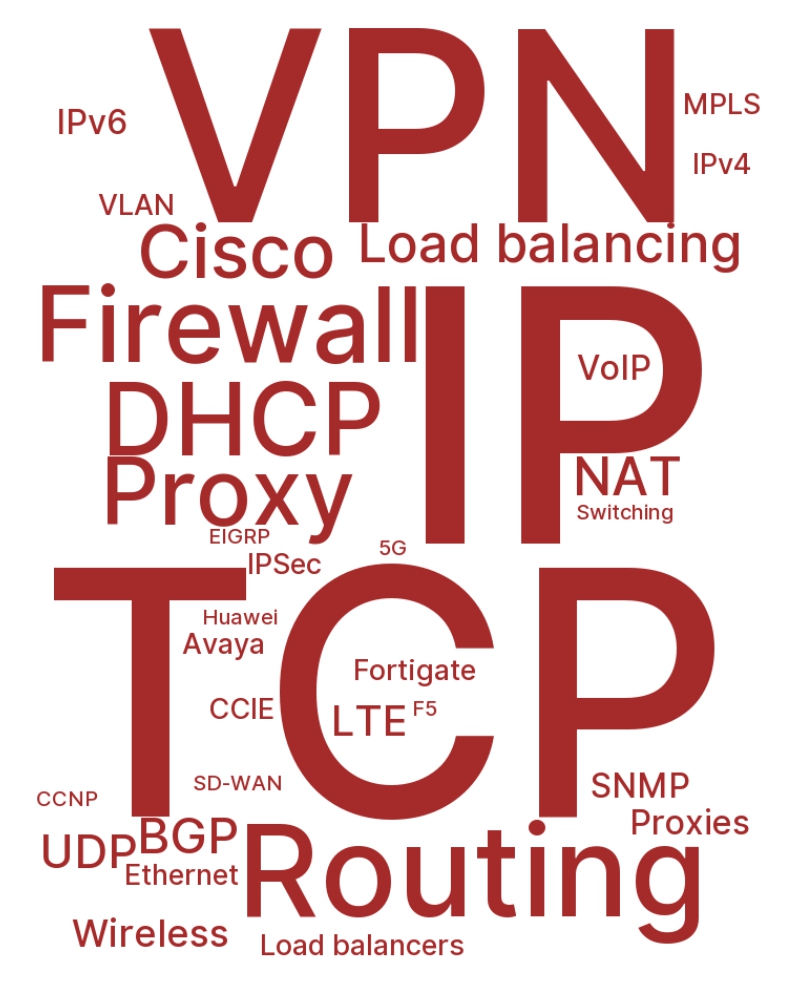 VPN
IPv6
MPLS
IPv4
VLAN
Cisco
Load balancing
Firewall
IP
VoIP
DHCP
Proxy
NAT
Switching
EIGRP
IPSec
5G
TCP
Huawei
Avaya
Fortigate
CCIE
LTE
F5
SD-WAN
CCNP
SNMP
Proxies
UDP
BGP
Ethernet
Routing
Wireless
Load balancers